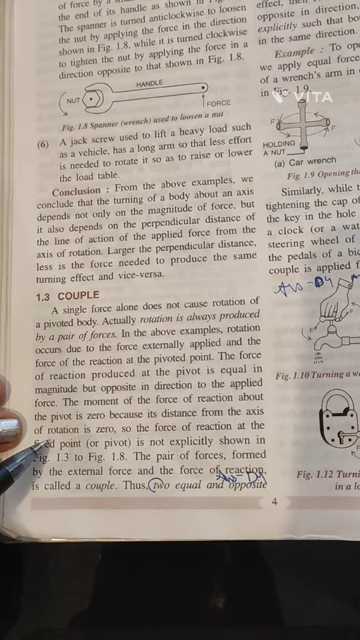 of force by a
the end of its handle as shown in
The spanner is turned anticlockwise to loosen
the nut by applying the force in the direction
shown in Fig. 1.8, while it is turned clockwise
to tighten the nut by applying the force in a
direction opposite to that shown in Fig. 1.8.
HANDLE
NUT
FORCE
Fig. 1.8 Spanner (wrench) used to loosen a nut
(6) A jack screw used to lift a heavy load such
as a vehicle, has a long arm so that less effort
is needed to rotate it so as to raise or lower
the load table.
Conclusion : From the above examples, we
conclude that the turning of a body about an axis
depends not only on the magnitude of force, but
it also depends on the perpendicular distance of
the line of action of the applied force from the
axis of rotation. Larger the perpendicular distance,
less is the force needed to produce the same
turning effect and vice-versa.
1.3 COUPLE
A single force alone does not cause rotation of
a pivoted body. Actually rotation is always produced
by a pair of forces. In the above examples, rotation
occurs due to the force externally applied and the
force of the reaction at the pivoted point. The force
of reaction produced at the pivot is equal in
magnitude but opposite in direction to the applied
force. The moment of the force of reaction about
the pivot is zero because its distance from the axis
of rotation is zero, so the force of reaction at the
point (or pivot) is not explicitly shown in
Fig. 1.3 to Fig. 1.8. The pair of forces, formed
by the external force and the force of reaction,
is called a couple. Thus, two equal and opposite
effect, then
opposite in direction.
explicitly such that bo
in the same direction.
Example : To op
we apply equal force
of a wrench's arm in
in Fig. 1.9
VITA
F
HOLDING
A NUT
(a) Car wrench
Fig. 1.9 Opening the
Similarly, while t
tightening the cap of
the key in the hole
a clock (or a wat
steering wheel of
the pedals of a bic
couple is applied f
F
Fig. 1.10 Turning a w
Fig. 1.12 Turni
in a lo
4